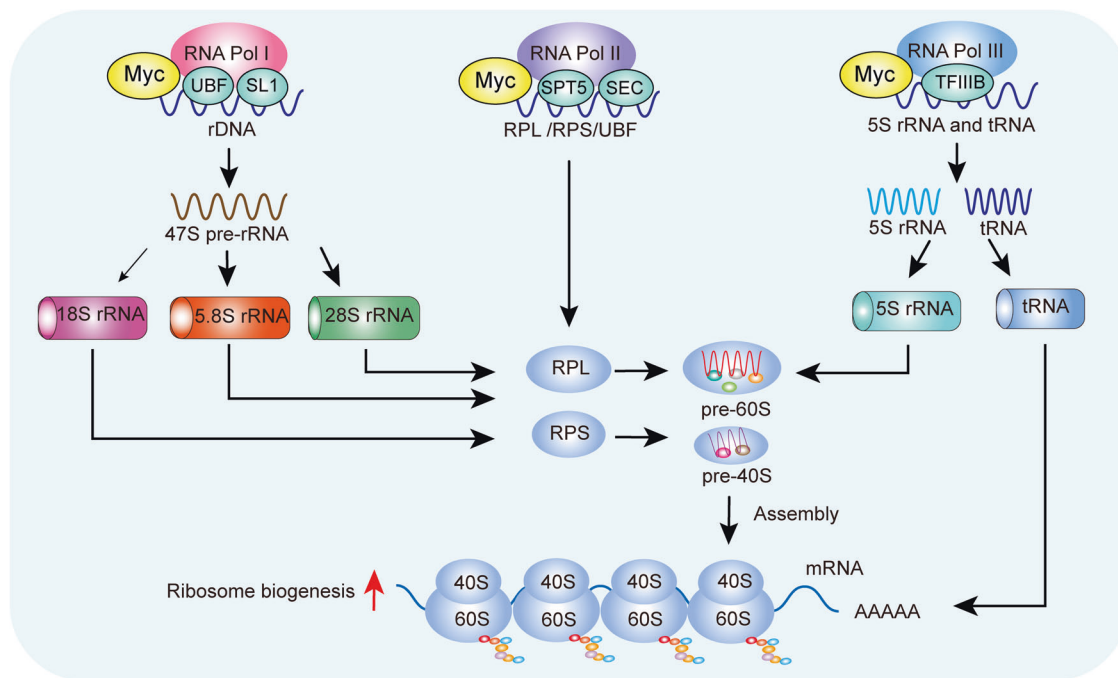 RNA Pol I
Myc
UBF
SL1
rDNA
RNA Pol II
Myc
SPT5
SEC
RPL /RPS/UBF
RNA Pol III
Myc
TFIIIB
5S rRNA and tRNA
47S pre-rRNA
5S rRNA
tRNA
18S rRNA
5.8S rRNA
28S rRNA
5S rRNA
tRNA
RPL
pre-60S
RPS
pre-40S
Assembly
Ribosome biogenesis
40S
40S
40S
40S
mRNA
60S
60S
60S
60S
AAAAA